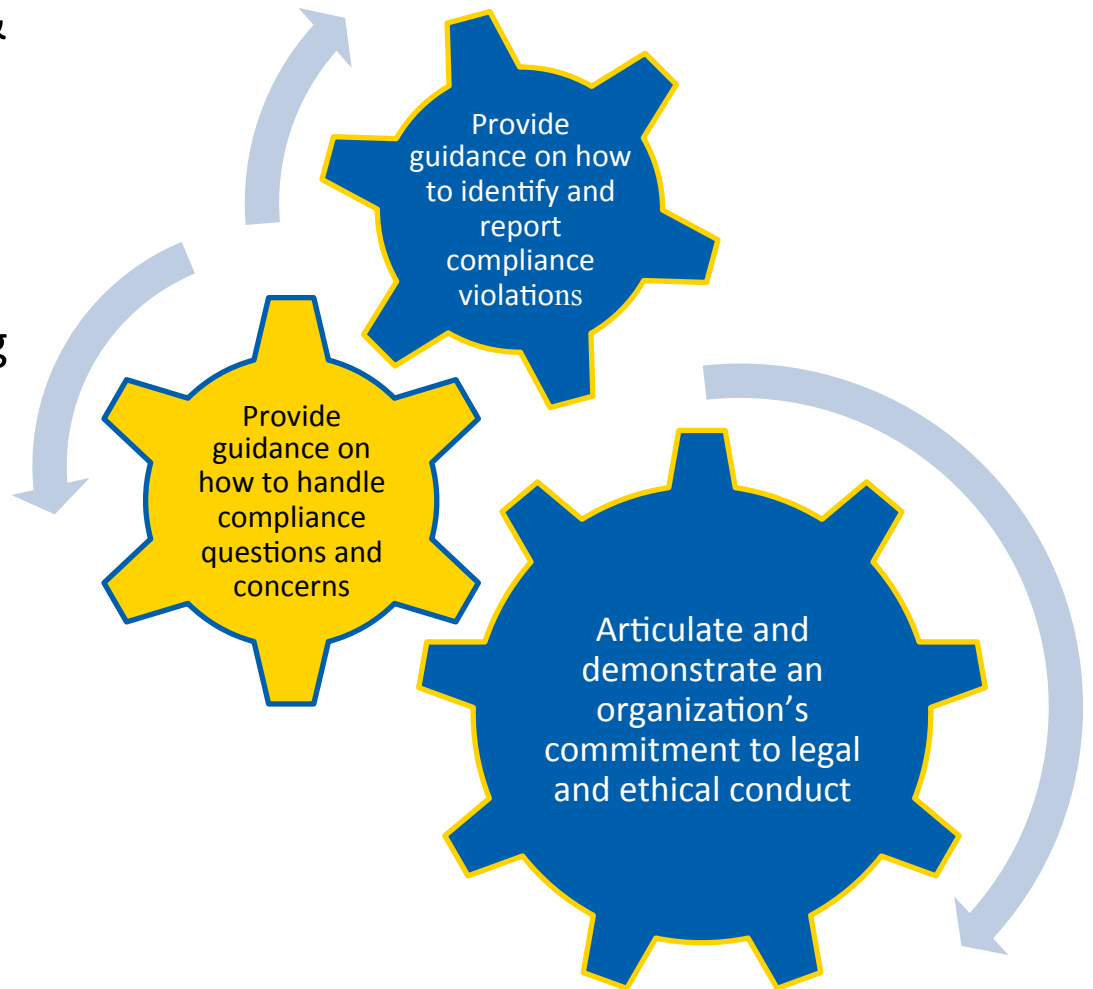 &
Provide
guidance on how
to identify and
report
compliance
violations
g
Provide
guidance on
how to handle
compliance
questions and
concerns
Articulate and
demonstrate an
organization’s
commitment to legal
and ethical conduct